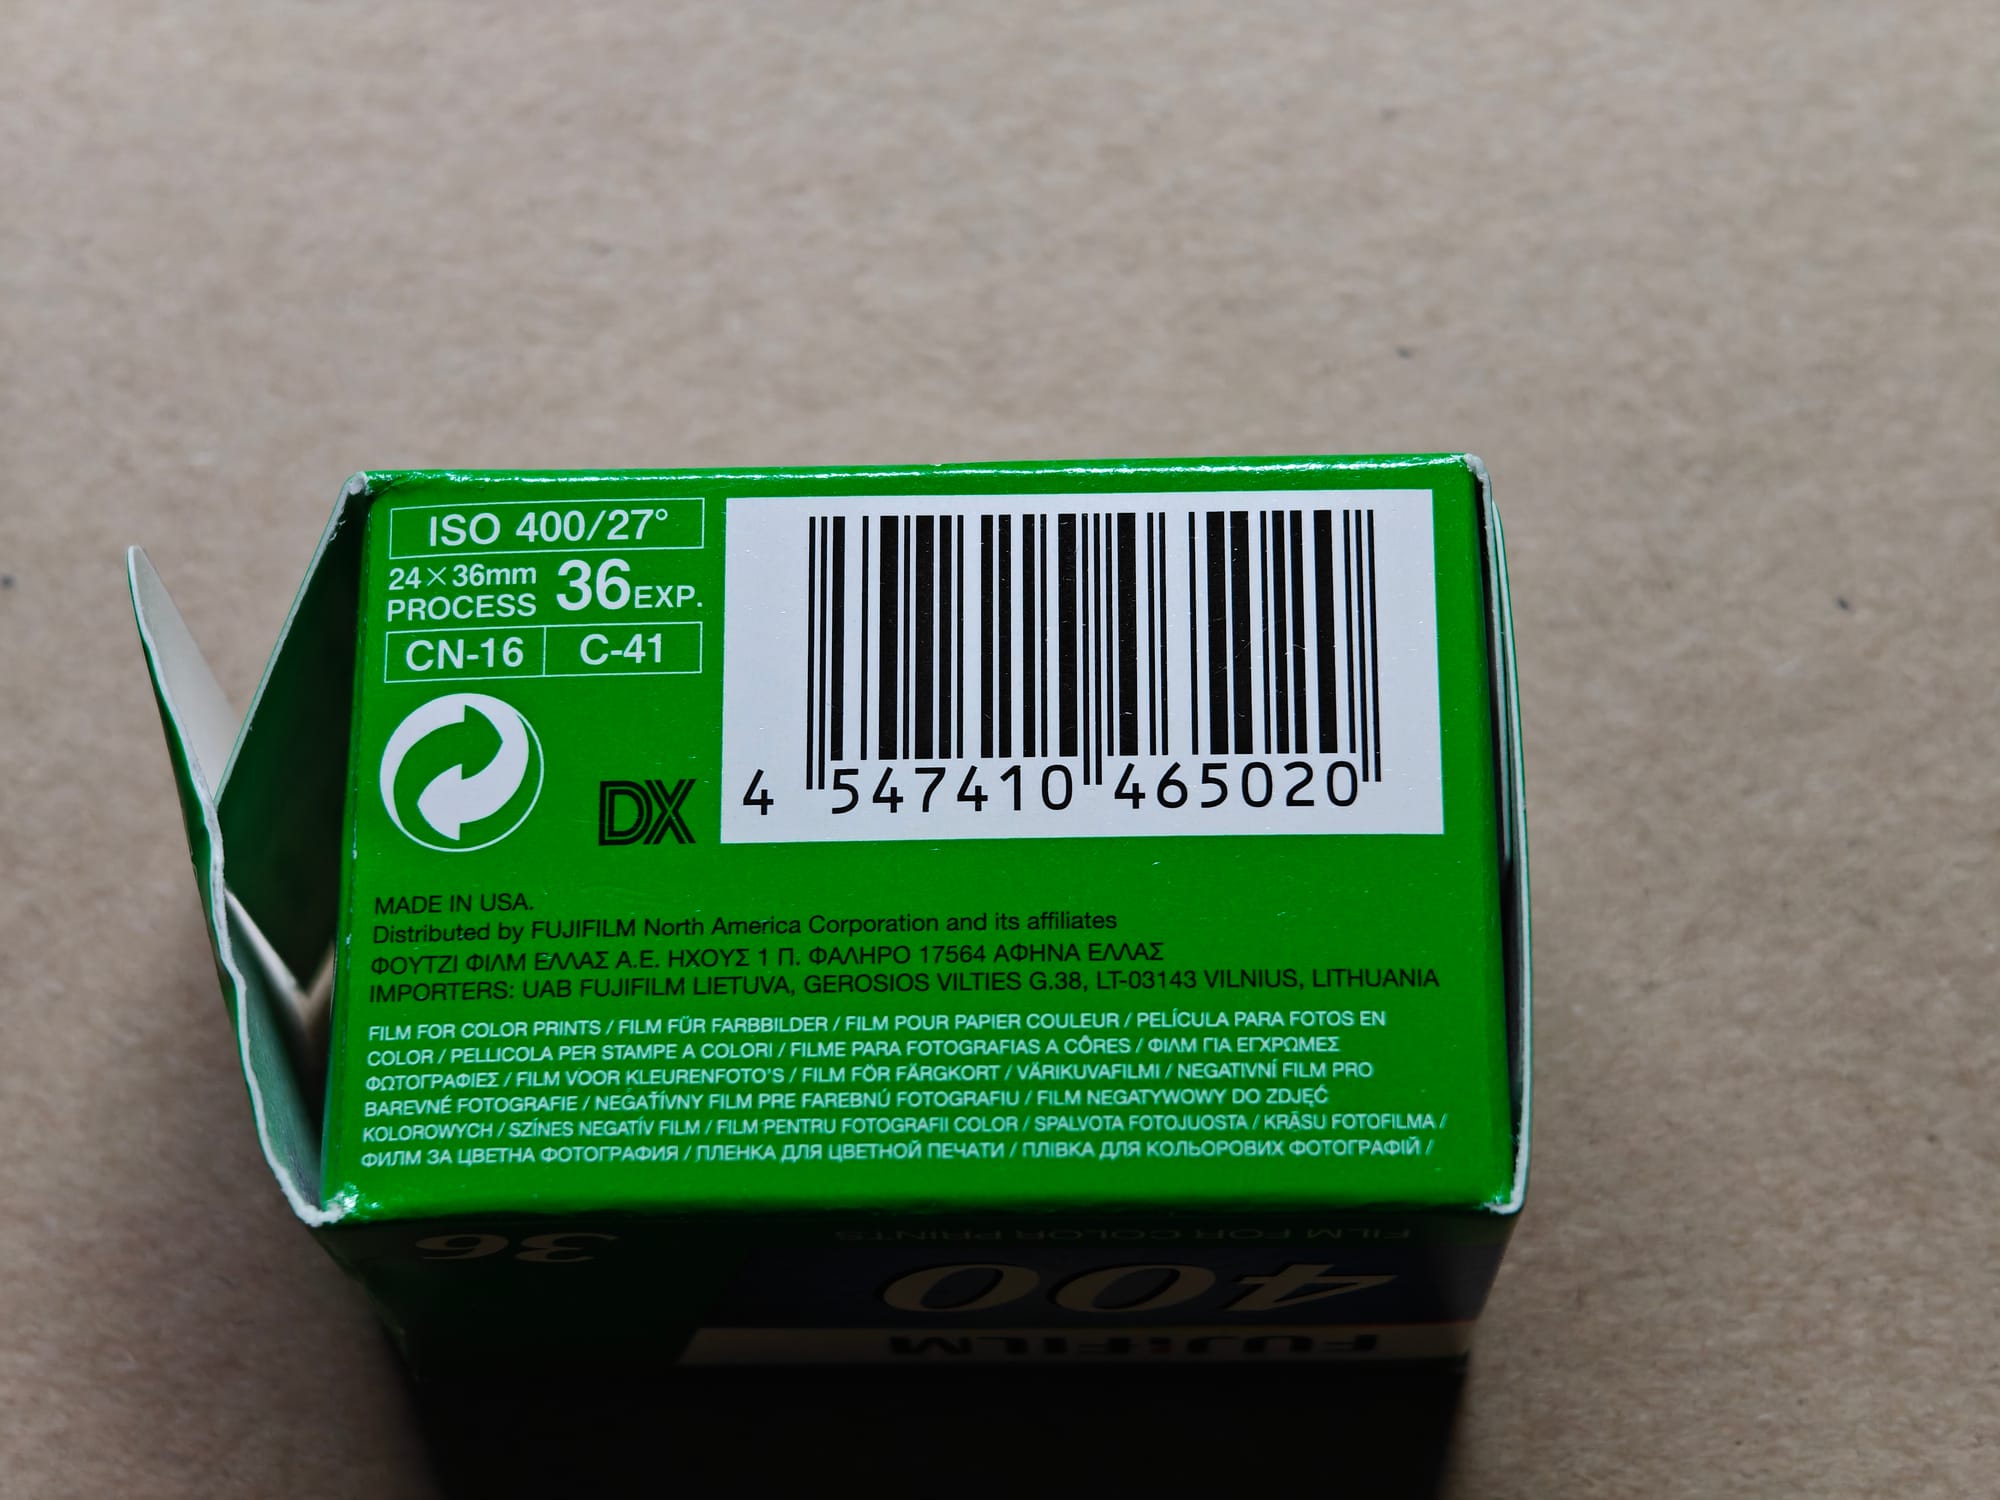 ISO 400/27°
24×36mm
PROCESS
36 EXP.
CN-16
C-41
DX
4 547410 465020
MADE IN USA.
Distributed by FUJIFILM North America Corporation and its affiliates
ΦΟΥΤΖΙ ΦΙΛΜ ΕΛΛΑΣ Α.Ε. ΗΧΟΥΣ 1 Π. ΦΑΛΗΡΟ 17564 ΑΦΗΝΑ ΕΛΛΑΣ
IMPORTERS: UAB FUJIFILM LIETUVA, GEROSIOS VILTIES G.38, LT-03143 VILNIUS, LITHUANIA
FILM FOR COLOR PRINTS / FILM FÜR FARBBILDER / FILM POUR PAPIER COULEUR / PELÍCULA PARA FOTOS EN
COLOR / PELLICOLA PER STAMPE A COLORI / FILME PARA FOTOGRAFIAS A CÔRES / ΦΙΛΜ ΓΙΑ ΕΓΧΡΩΜΕΣ
ΦΩΤΟΓΡΑΦΙΕΣ / FILM VOOR KLEURENFOTO'S / FILM FÖR FÄRGKORT / VÄRIKUVAFILMI / NEGATIVNÍ FILM PRO
BAREVNÉ FOTOGRAFIE / NEGAŤÍVNY FILM PRE FAREBNÚ FOTOGRAFIU / FILM NEGATYWOWY DO ZDJĘĆ
KOLOROWYCH / SZÍNES NEGATÍV FILM / FILM PENTRU FOTOGRAFII COLOR / SPALVOTA FOTOJUOSTA / KRĀSU FOTOFILMA /
ФИЛМ ЗА ЦВЕТНА ФОТОГРАФИЯ / ПЛЕНКА ДЛЯ ЦВЕТНОЙ ПЕЧАТИ / ПЛІВКА ДЛЯ КОЛЬОРОВИХ ФОТОГРАФІЙ /
36
FILM FOR COLOR PRINTS
400
FUJIFILM